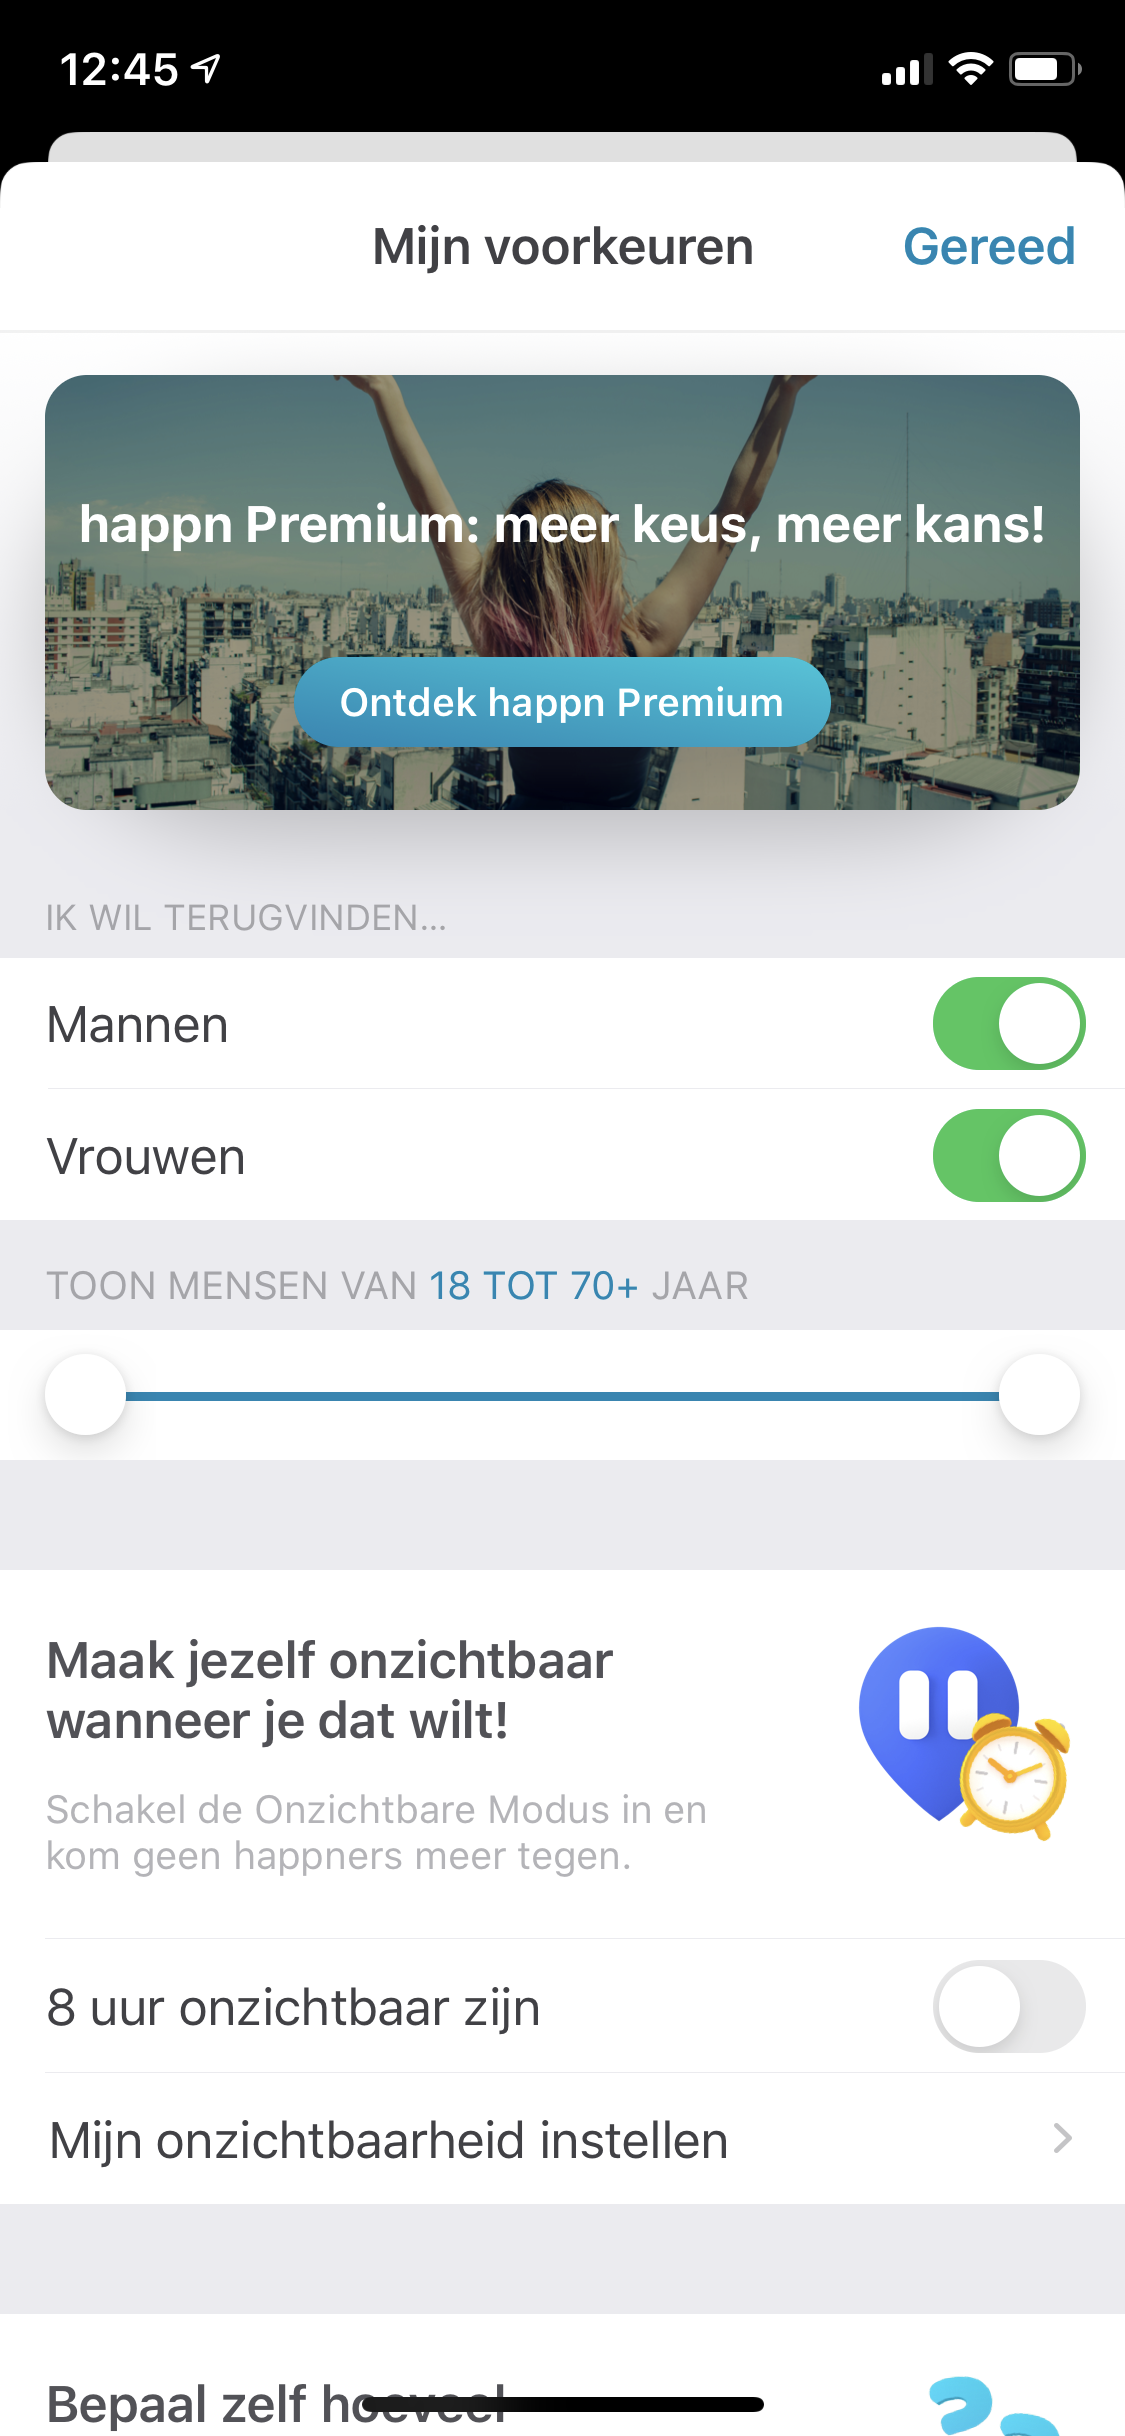 12:45
Mijn voorkeuren
Gereed
happn Premium: meer keus, meer kans!
Ontdek happn Premium
IK WIL TERUGVINDEN...
Mannen
Vrouwen
TOON MENSEN VAN 18 TOT 70+ JAAR
Maak jezelf onzichtbaar
wanneer je dat wilt!
Schakel de Onzichtbare Modus in en
kom geen happners meer tegen.
8 uur onzichtbaar zijn
Mijn onzichtbaarheid instellen
Bepaal zelf hoeveel